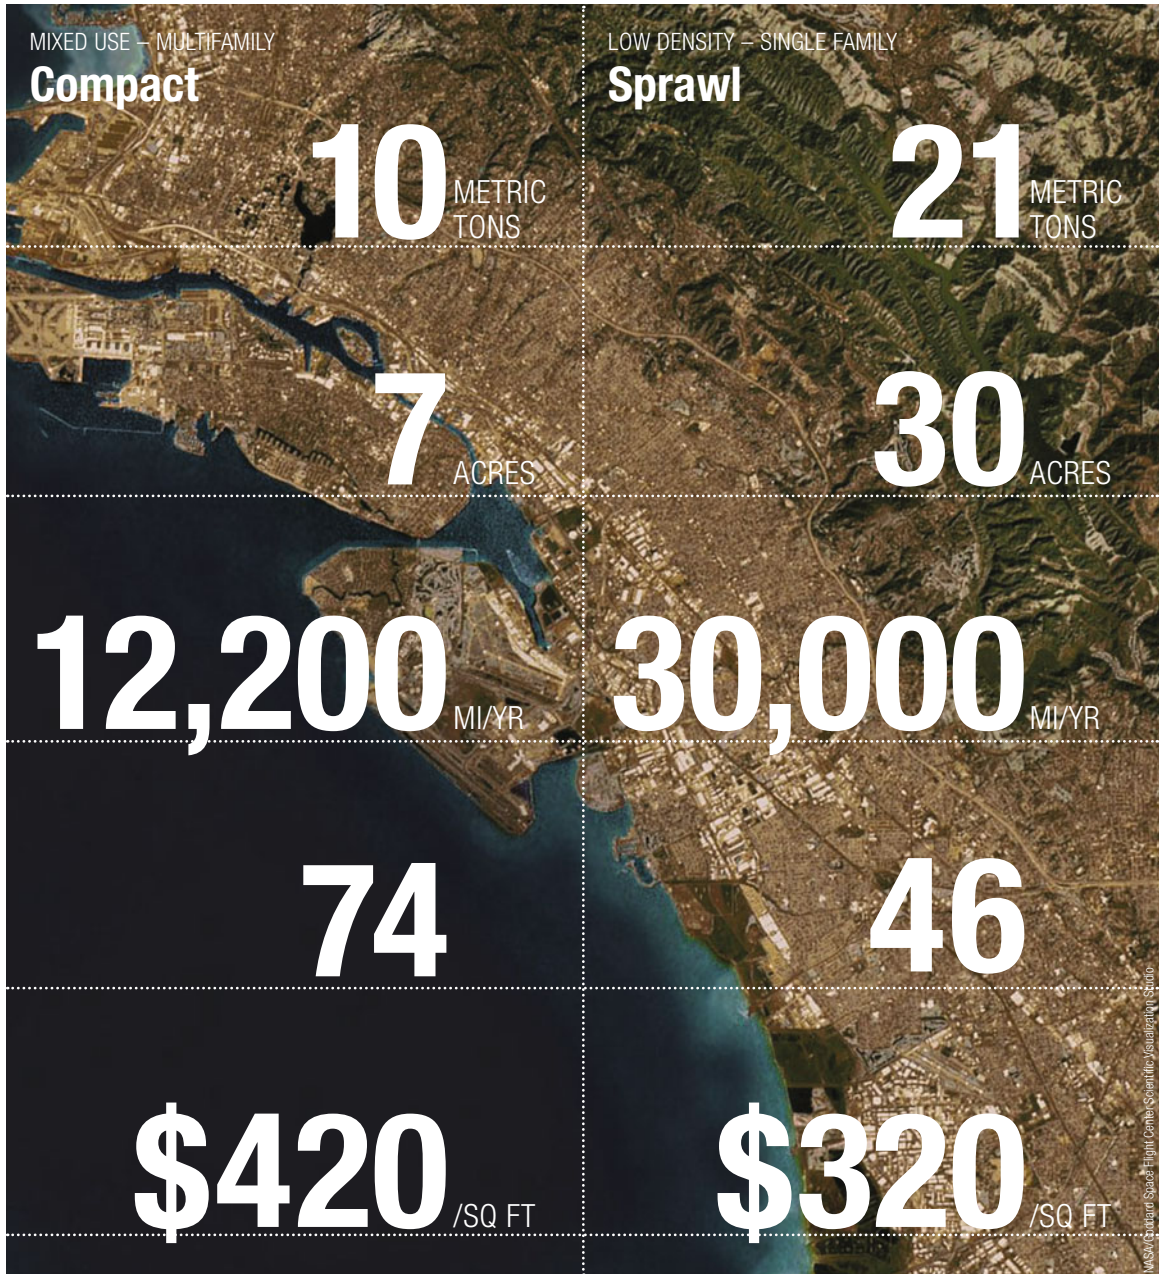 MIXED USE – MULTIFAMILY
Compact
LOW DENSITY – SINGLE FAMILY
Sprawl
10 METRIC
TONS
21 METRIC
TONS
7 ACRES
30 ACRES
12,200 MI/YR
30,000 MI/YR
74
46
$420 /SQ FT
$320 /SQ FT
NASA/Goddard Space Flight Center Scientific Visualization Studio